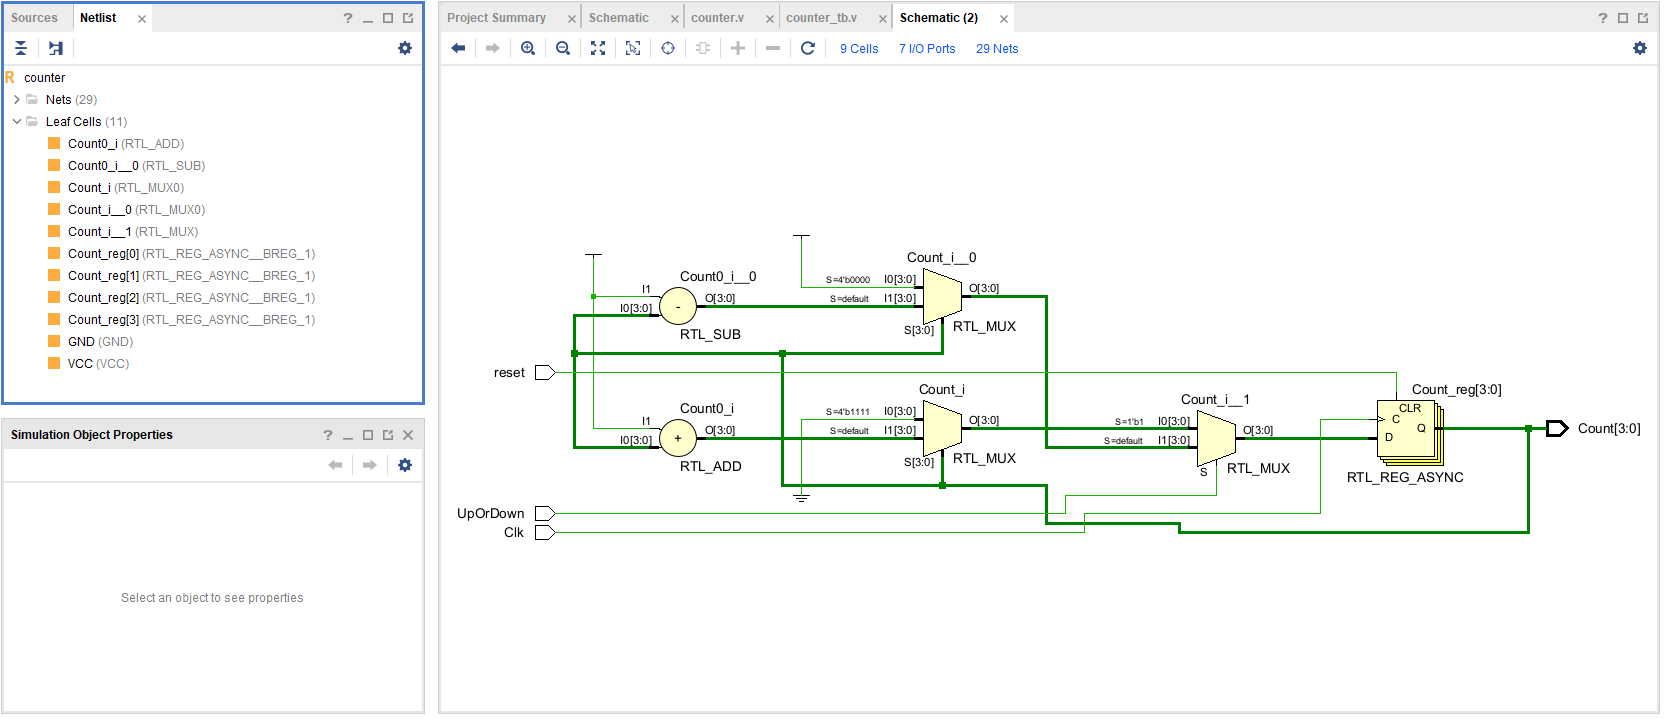 Sources
Netlist
counter
Nets (29)
Leaf Cells (11)
Count0_i (RTL_ADD)
Count0_i__0 (RTL_SUB)
Count_i (RTL_MUX0)
Count_i__0 (RTL_MUX0)
Count_i__1 (RTL_MUX)
Count_reg[0] (RTL_REG_ASYNC__BREG_1)
Count_reg[1] (RTL_REG_ASYNC__BREG_1)
Count_reg[2] (RTL_REG_ASYNC__BREG_1)
Count_reg[3] (RTL_REG_ASYNC__BREG_1)
GND (GND)
VCC (VCC)
Simulation Object Properties
Select an object to see properties
Project Summary
Schematic
counter.v
counter_tb.v
Schematic (2)
9 Cells
7 I/O Ports
29 Nets
Count_i__0
Count0_i__0
S=4'b0000
I0[3:0]
O[3:0]
I1
O[3:0]
S=default
I1[3:0]
I0[3:0]
-
RTL_SUB
S[3:0]
RTL_MUX
reset
Count_i
Count_reg[3:0]
Count_i__1
Count0_i
S=4'b1111
I0[3:0]
O[3:0]
CLR
I1
O[3:0]
S=default
I1[3:0]
S=1'b1
I0[3:0]
O[3:0]
C
Q
Count[3:0]
I0[3:0]
+
S=default
I1[3:0]
D
RTL_ADD
S[3:0]
RTL_MUX
S
RTL_MUX
RTL_REG_ASYNC
UpOrDown
Clk